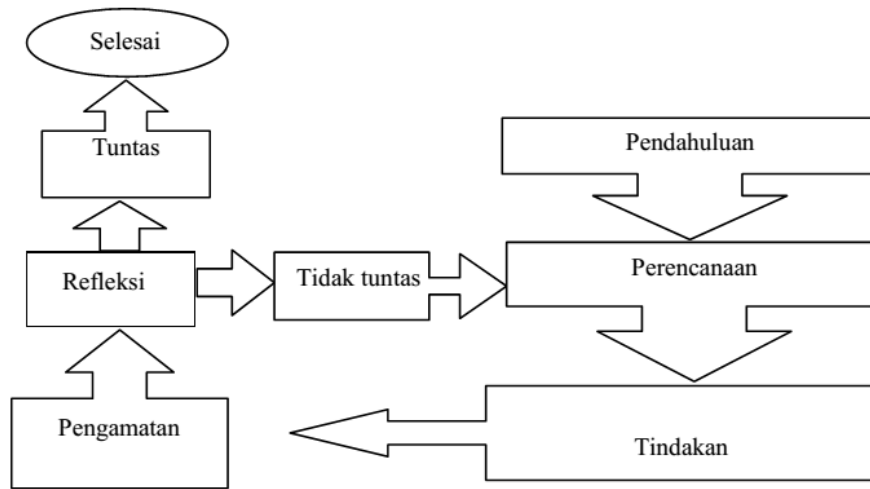 Selesai
Tuntas
Pendahuluan
Refleksi
Tidak tuntas
Perencanaan
Pengamatan
Tindakan